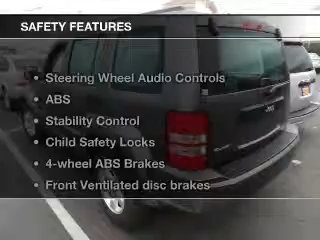 SAFETY FEATURES
• Steering Wheel Audio Controls
• ABS
• Stability Control
• Child Safety Locks
• 4-wheel ABS Brakes
• Front Ventilated disc brakes
Jeep